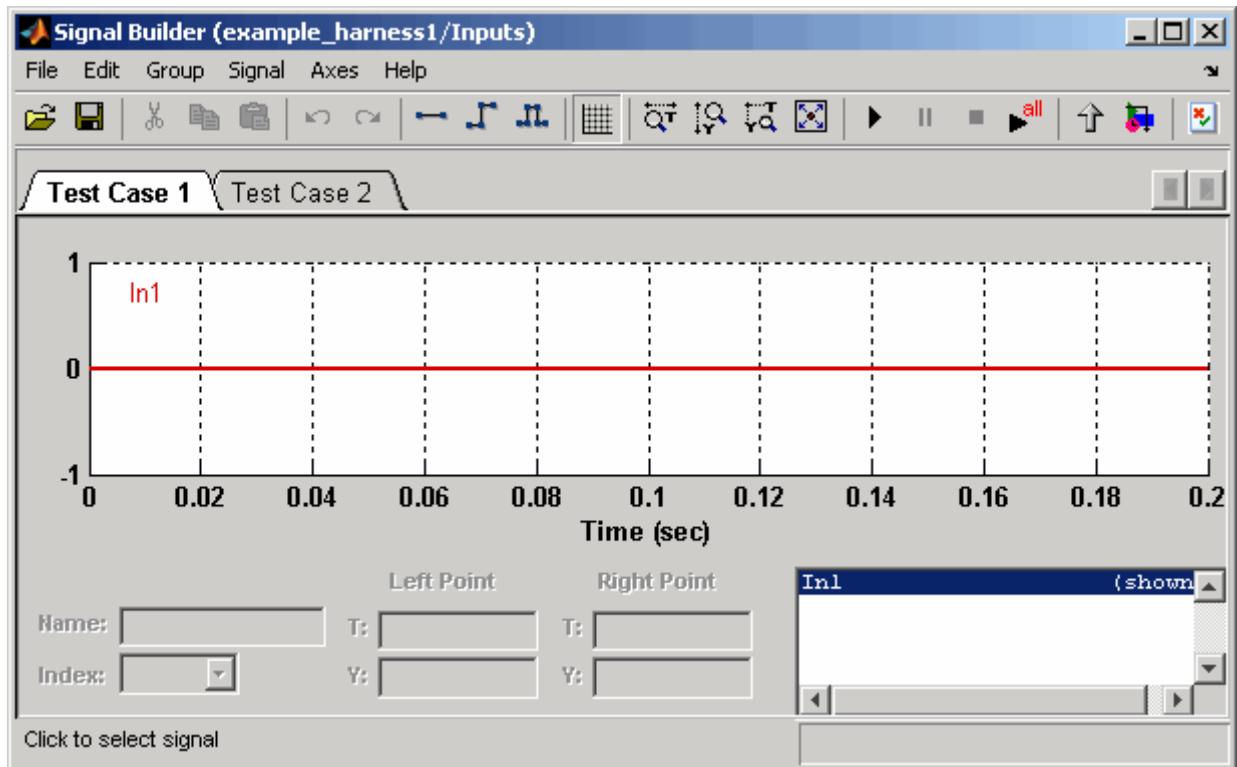 Signal Builder (example_harness1/Inputs)
File Edit Group Signal Axes Help
all
Test Case 1 Test Case 2
1
In1
0
-1
0 0.02 0.04 0.06 0.08 0.1 0.12 0.14 0.16 0.18 0.2
Time (sec)
Left Point Right Point
In1 (shown
Name: T: T:
Index: Y: Y:
Click to select signal